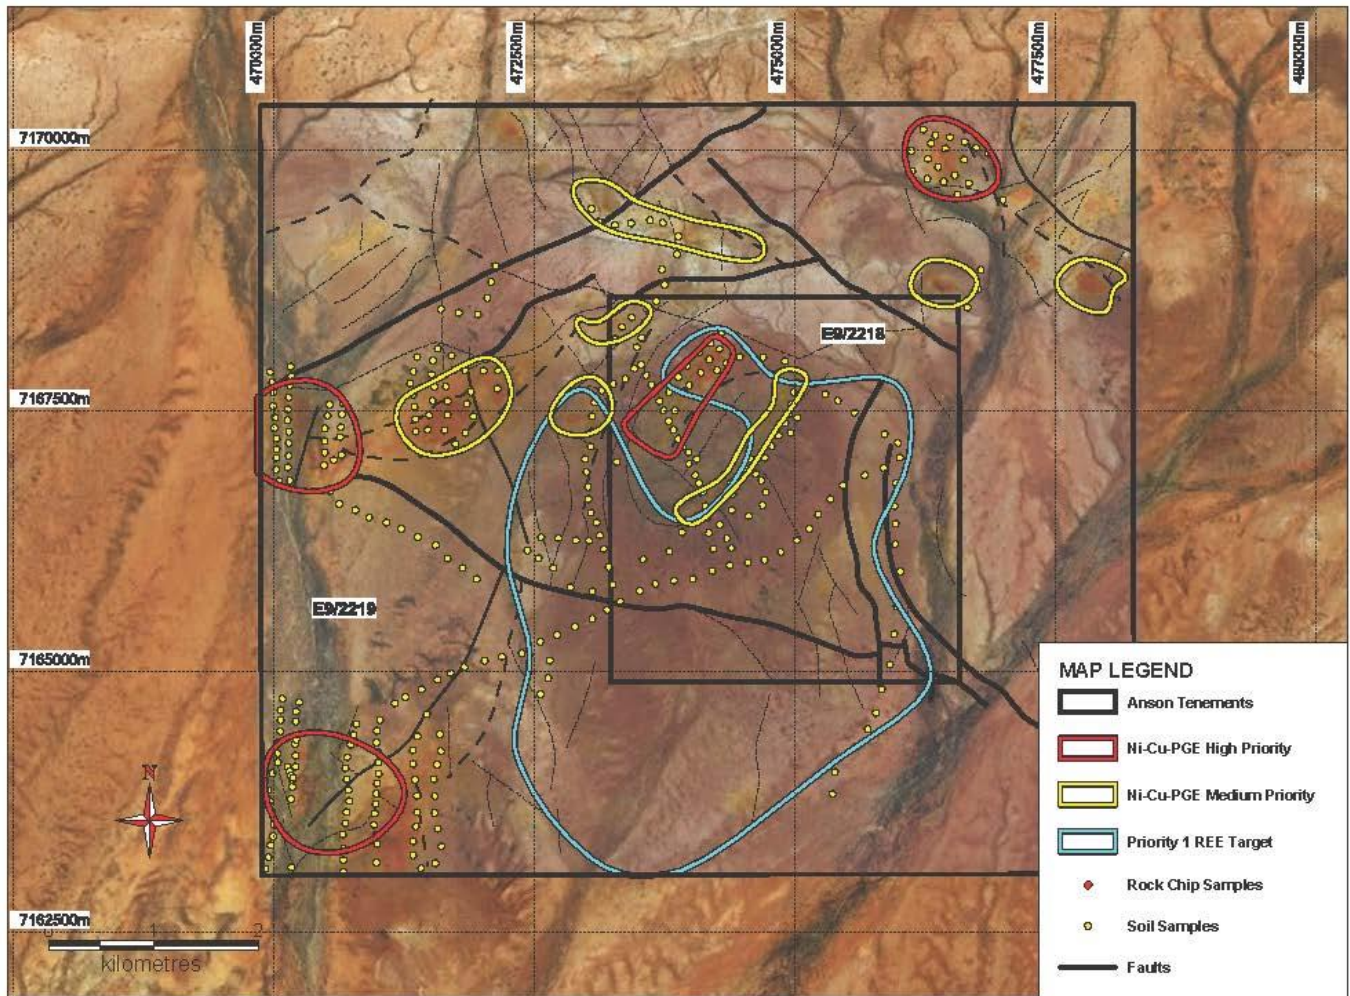 470000m
472500m
475000m
477500m
480000m
7170000m
E9/2218
7167500m
E9/2219
7165000m
MAP LEGEND
Anson Tenements
Ni-Cu-PGE High Priority
Ni-Cu-PGE Medium Priority
N
Priority 1 REE Target
Rock Chip Samples
7162500m
Soil Samples
0 1 2
kilometres
Faults